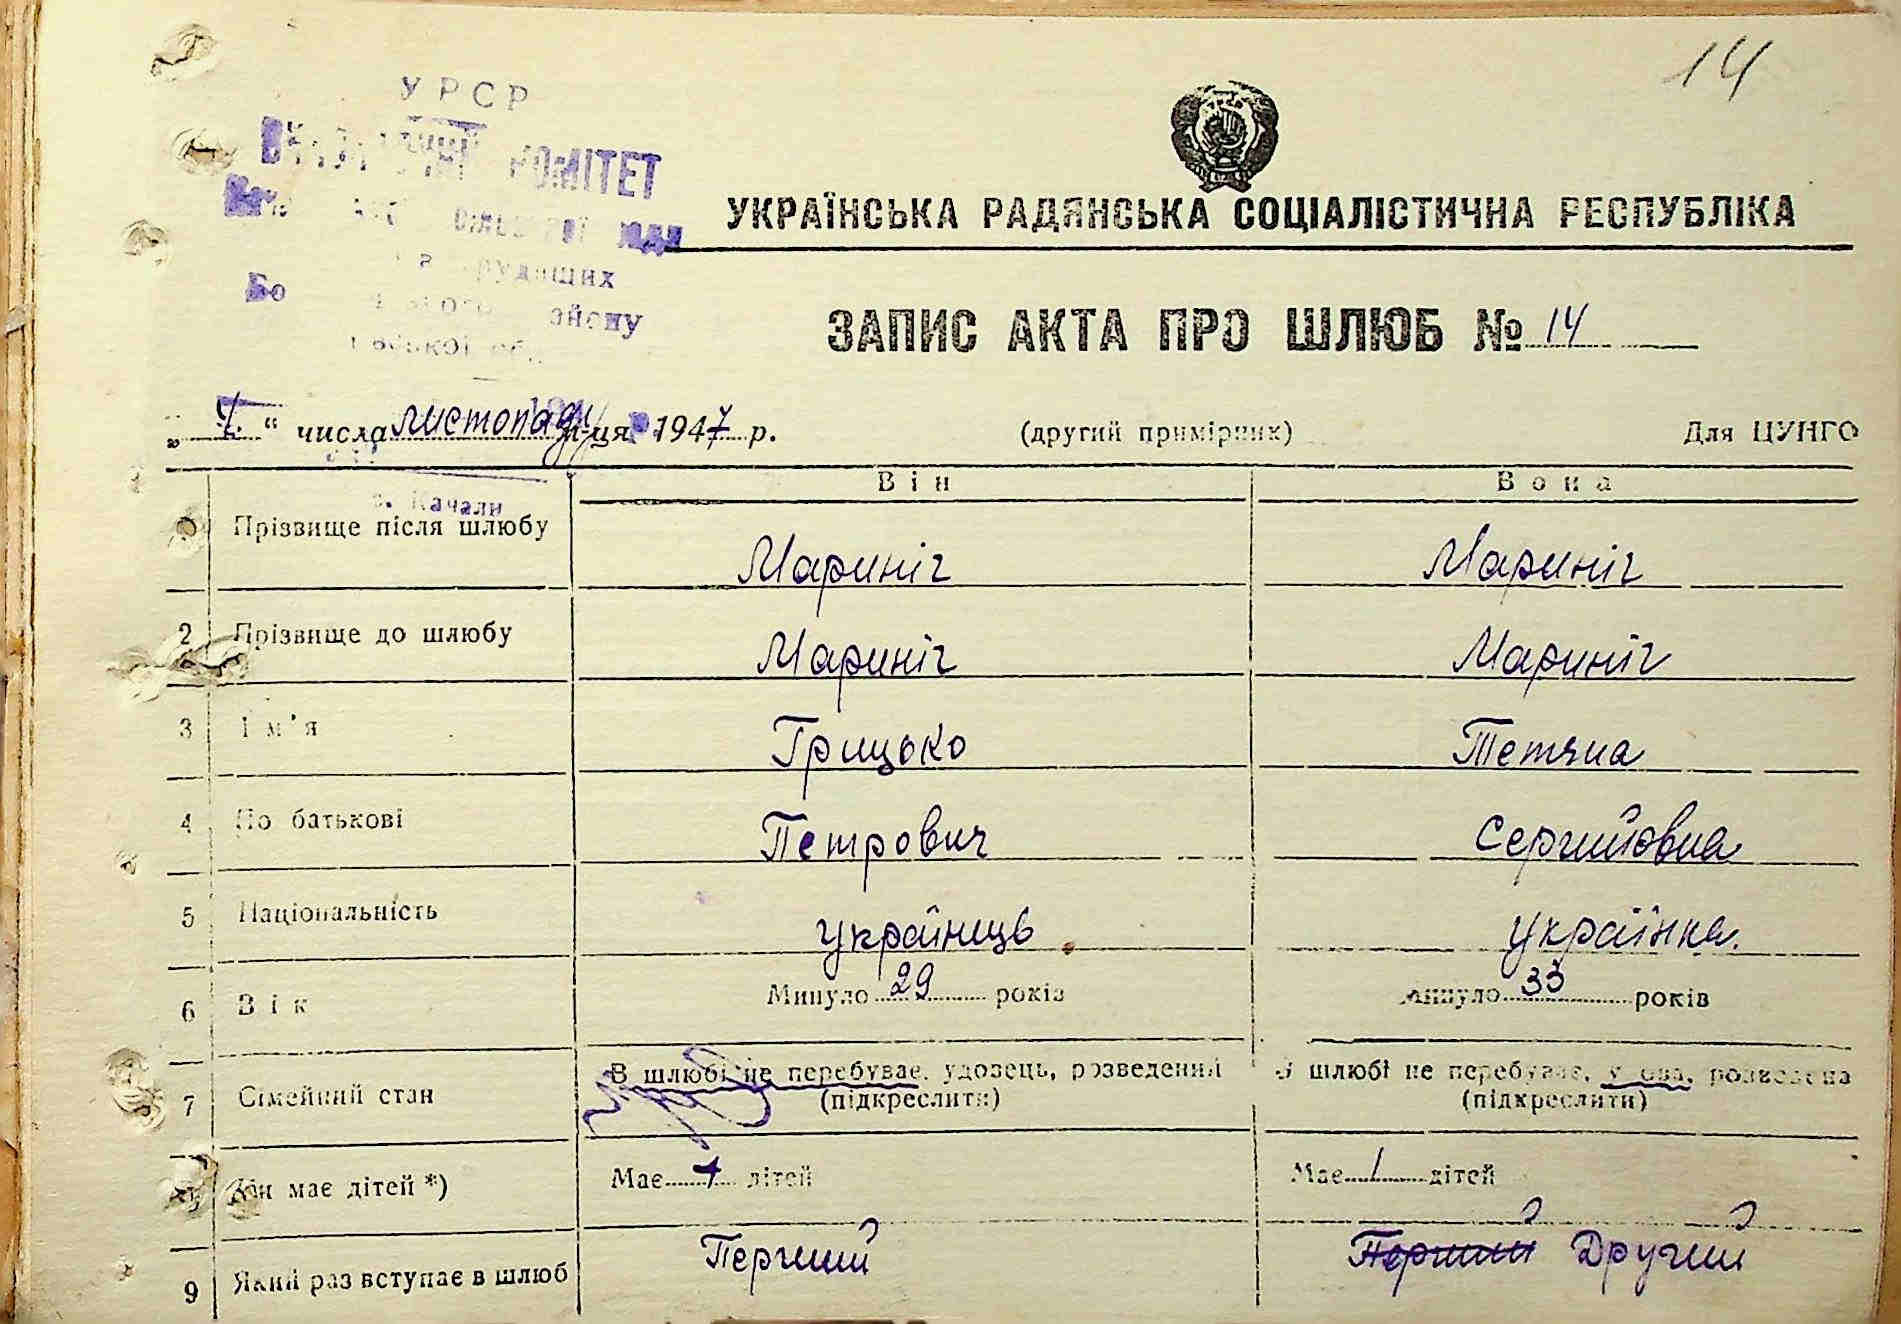 14
УРСР
КОМІТЕТ
УКРАЇНСЬКА РАДЯНСЬКА СОЦІАЛІСТИЧНА РЕСПУБЛІКА
ЗАПИС АКТА ПРО ШЛЮБ № 14
" числа листопаду м-ця 1947 р. (другий примірник) Для ЦУНГО
с. Качали
Він Вона
Прізвище після шлюбу Мариніч Мариніч
2 Прізвище до шлюбу Мариніч Мариніч
3 Ім'я Грицько Тетяна
4 По батькові Петрович Сергийовна
5 Національність українець українка.
6 Вік Минуло 29 років Минуло 33 років
7 Сімейний стан В шлюбі не перебуває, удовець, розведений В шлюбі не перебуває, удова, розведена
(підкреслити) (підкреслити)
Він має дітей *) Має дітей Має 1 дітей
9 Який раз вступає в шлюб Перший Перший Другий